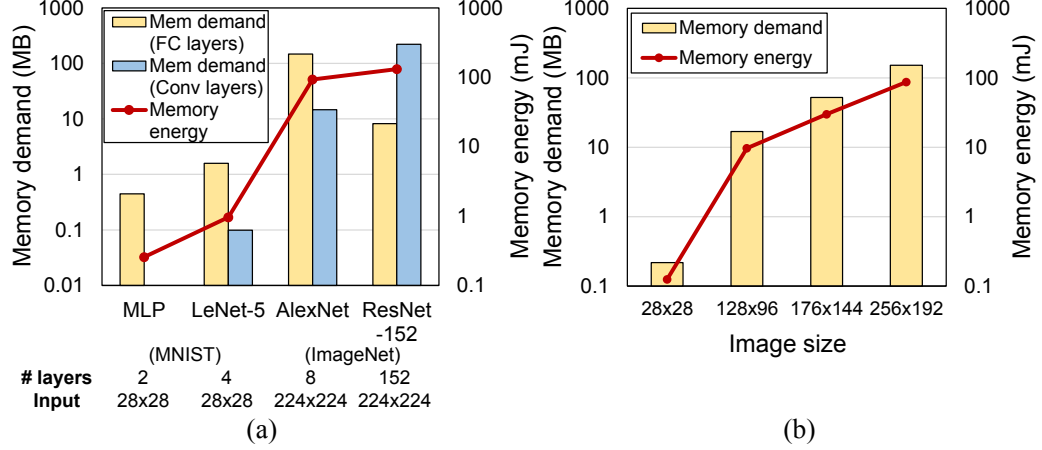 1000
100
10
1
0.1
0.01
Memory demand (MB)
Mem demand
(FC layers)
Mem demand
(Conv layers)
Memory
energy
1000
100
10
1
0.1
Memory energy (mJ)
MLP LeNet-5 AlexNet ResNet
-152
(MNIST) (ImageNet)
# layers 2 4 8 152
Input 28x28 28x28 224x224 224x224
(a)
1000
100
10
1
0.1
Memory demand (MB)
Memory demand
Memory energy
1000
100
10
1
0.1
Memory energy (mJ)
28x28 128x96 176x144 256x192
Image size
(b)